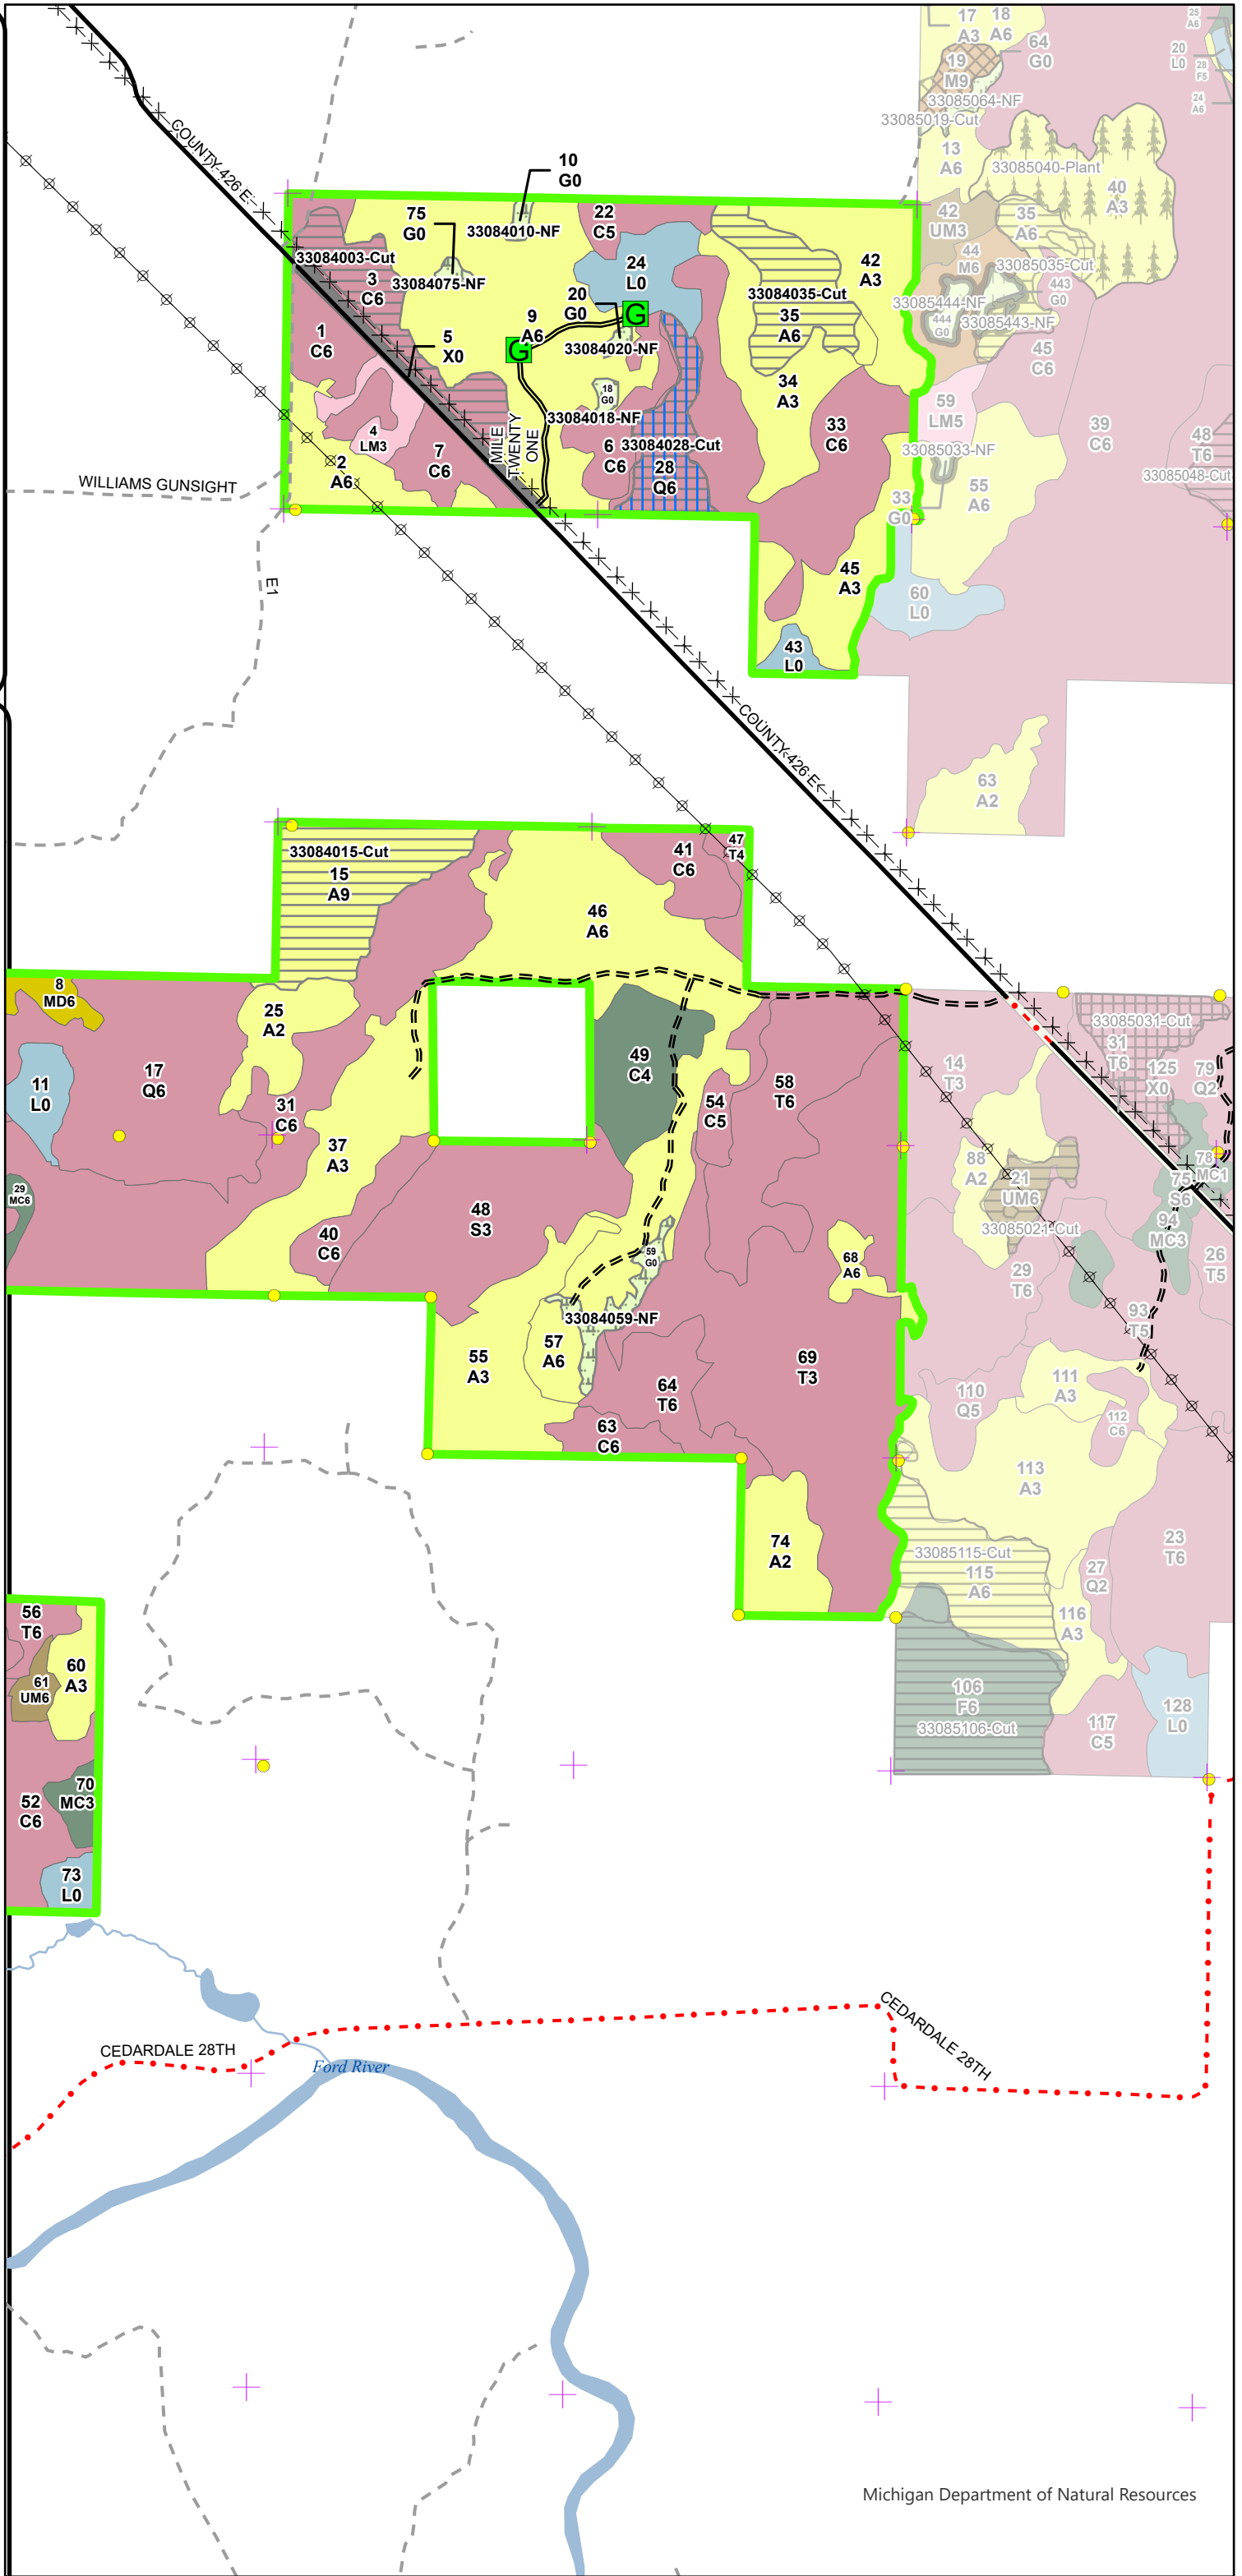 17
A3
18
A6
64
G0
25
A6
20
L0
28
F5
24
A6
19
M9
33085064-NF
33085019-Cut
13
A6
33085040-Plant
40
A3
COUNTY 426 E
10
G0
75
G0
33084010-NF
22
C5
42
UM3
35
A6
33084003-Cut
3
C6
33084075-NF
24
L0
42
A3
44
M6
33085035-Cut
443
G0
33084035-Cut
35
A6
33085444-NF
444
G0
33085443-NF
20
G0
9
A6
G
G
33084020-NF
1
C6
5
X0
45
C6
34
A3
18
G0
33084018-NF
59
LM5
39
C6
4
LM3
7
C6
2
A6
MILE
TWENTY
ONE
6
C6
33084028-Cut
28
Q6
33
C6
33085033-NF
48
T6
33085048-Cut
WILLIAMS GUNSIGHT
33
G0
55
A6
E1
45
A3
60
L0
43
L0
COUNTY 426 E
63
A2
33084015-Cut
15
A9
41
C6
47
T4
46
A6
8
MD6
25
A2
11
L0
17
Q6
31
C6
37
A3
49
C4
54
C5
58
T6
14
T3
33085031-Cut
31
T6
125
X0
79
Q2
78
MC1
75
S6
29
MC6
88
A2
21
UM6
33085021-Cut
94
MC3
48
S3
40
C6
59
G0
68
A6
29
T6
26
T5
93
T5
33084059-NF
57
A6
55
A3
64
T6
69
T3
63
C6
111
A3
110
Q5
112
C6
113
A3
74
A2
33085115-Cut
115
A6
27
Q2
23
T6
56
T6
60
A3
61
UM6
116
A3
106
F6
33085106-Cut
117
C5
128
L0
70
MC3
52
C6
73
L0
CEDARDALE 28TH
CEDARDALE 28TH
Ford River
Michigan Department of Natural Resources